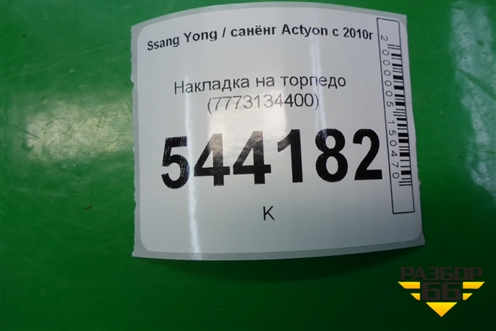 Ssang Yong / санёнг Actyon с 2010г
Накладка на торпедо
(7773134400)
544182
К
2000005150470
РАЗБОР
66